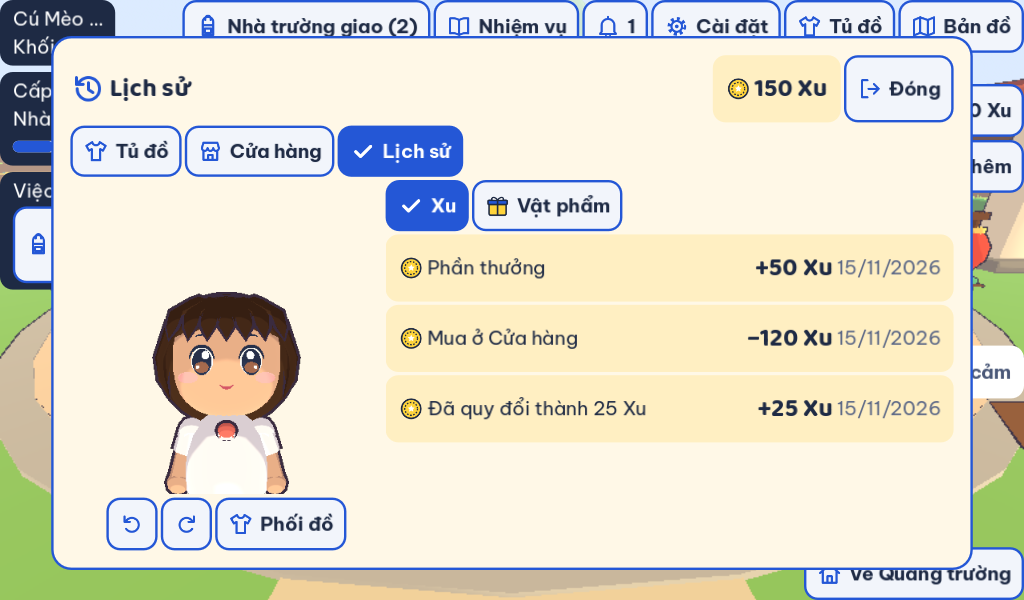 Cú Mèo ...
Khối
Nhà trường giao (2)
Nhiệm vụ
1
Cài đặt
Tủ đồ
Bản đồ
Cấp
Nhà
Lịch sử
150 Xu
Đóng
0 Xu
Tủ đồ
Cửa hàng
Lịch sử
hêm
Việc
Xu
Vật phẩm
Phần thưởng +50 Xu 15/11/2026
Mua ở Cửa hàng −120 Xu 15/11/2026
cảm
Đã quy đổi thành 25 Xu +25 Xu 15/11/2026
Phối đồ
Về Quảng trường